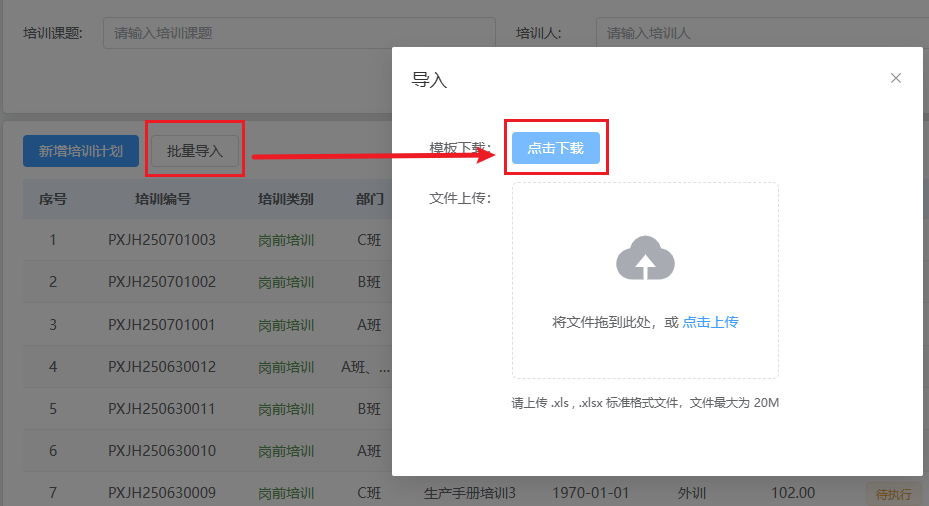 培训课题: 请输入培训课题 培训人: 请输入培训人
导入
新增培训计划 批量导入
模板下载: 点击下载
文件上传:
将文件拖到此处，或 点击上传
请上传 .xls , .xlsx 标准格式文件，文件最大为 20M
序号 培训编号 培训类别 部门
1 PXJH250701003 岗前培训 C班
2 PXJH250701002 岗前培训 B班
3 PXJH250701001 岗前培训 A班
4 PXJH250630012 岗前培训 A班、...
5 PXJH250630011 岗前培训 B班
6 PXJH250630010 岗前培训 A班
7 PXJH250630009 岗前培训 C班 生产手册培训3 1970-01-01 外训 102.00 待执行